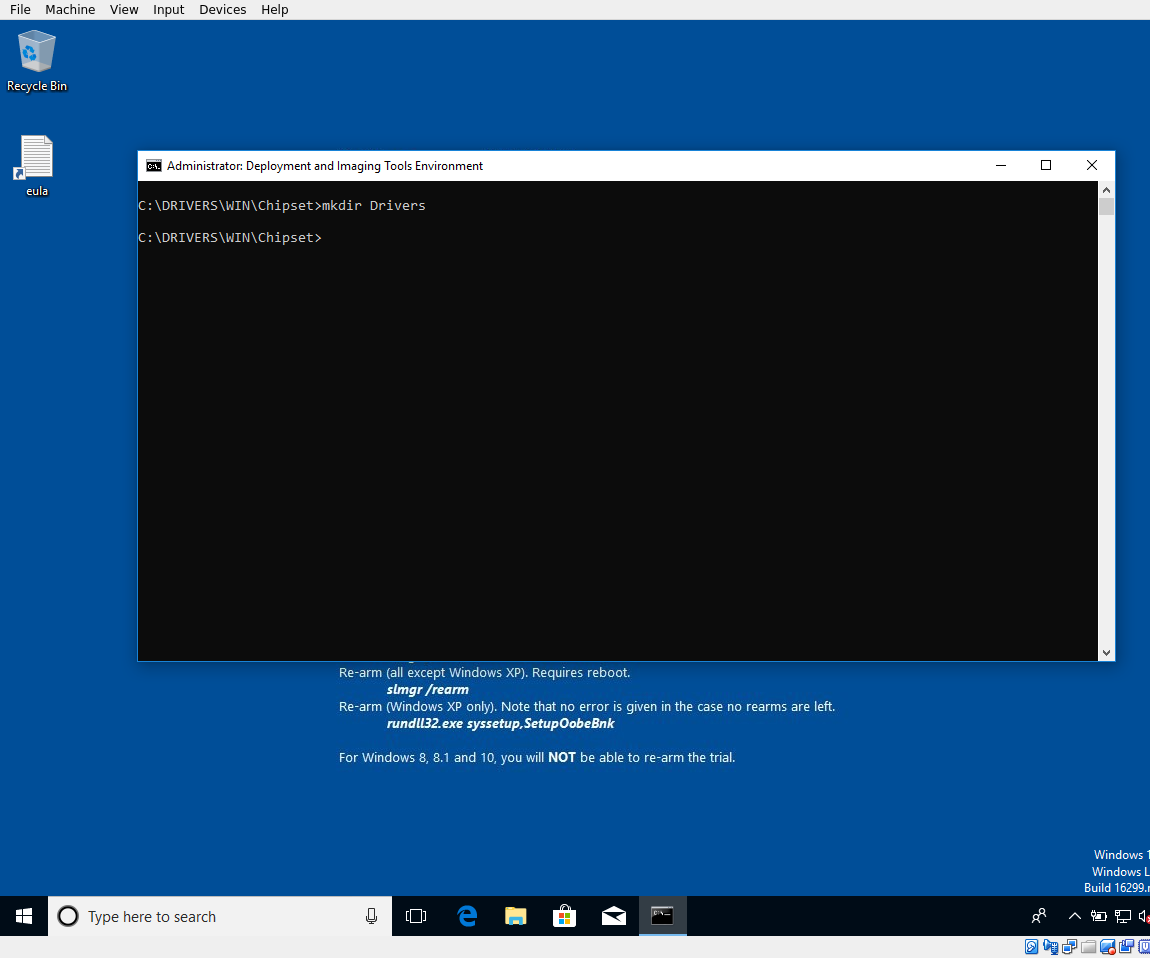 File Machine View Input Devices Help
Recycle Bin
eula
Administrator: Deployment and Imaging Tools Environment
C:\DRIVERS\WIN\Chipset>mkdir Drivers
C:\DRIVERS\WIN\Chipset>
Re-arm (all except Windows XP). Requires reboot.
slmgr /rearm
Re-arm (Windows XP only). Note that no error is given in the case no rearms are left.
rundll32.exe syssetup,SetupOobeBnk
For Windows 8, 8.1 and 10, you will NOT be able to re-arm the trial.
Windows 1
Windows L
Build 16299.
Type here to search